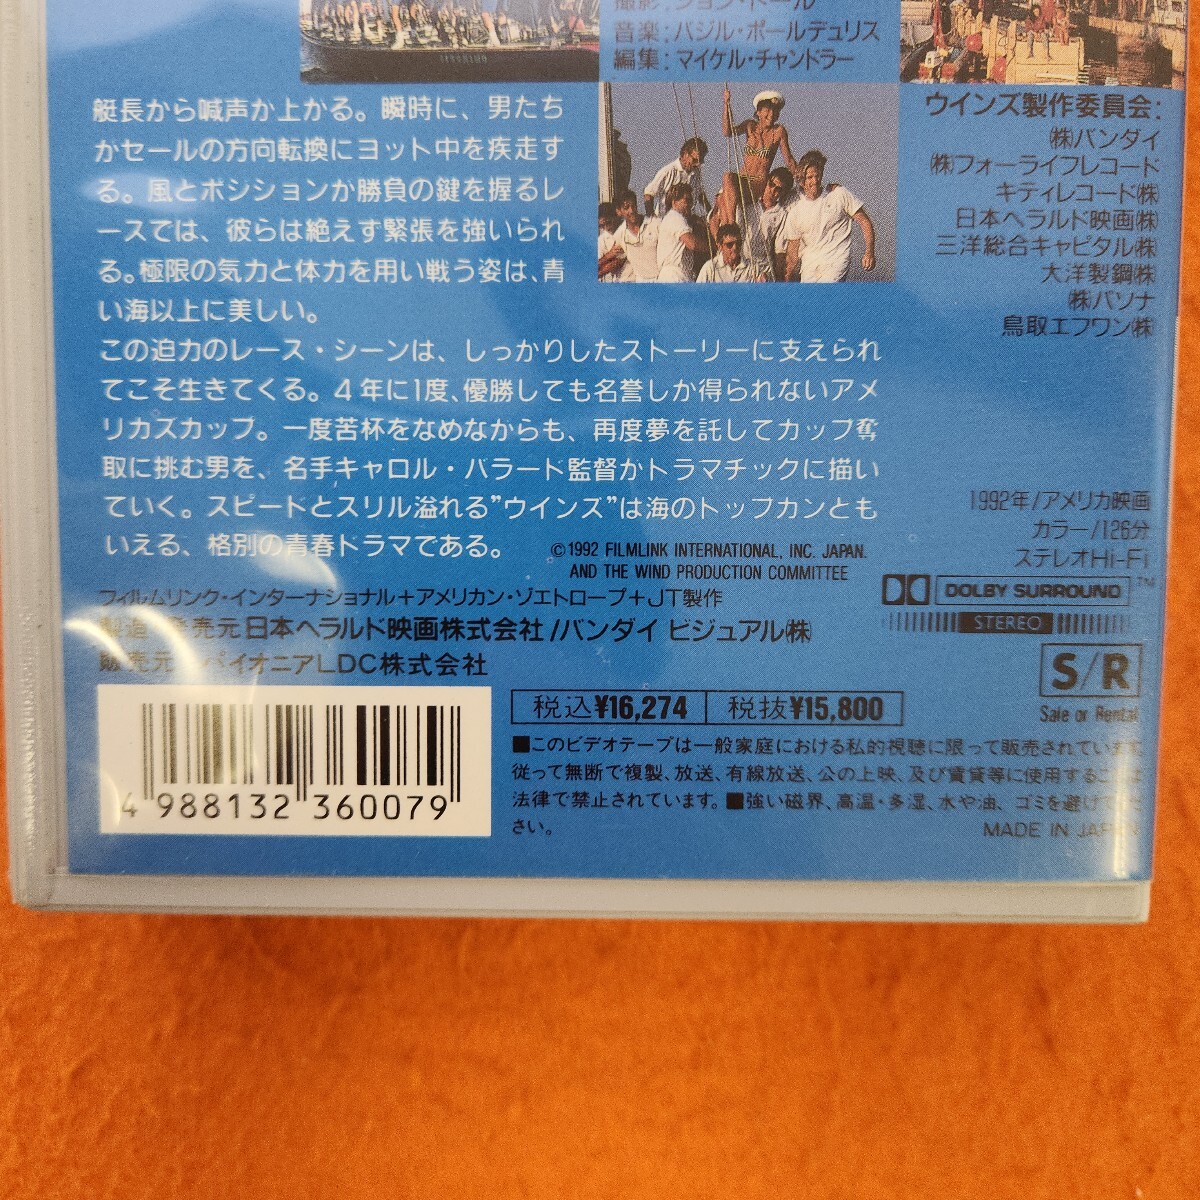 撮影：ジョン・トール
音楽：バジル・ポールデュリス
編集：マイケル・チャンドラー
艇長から喊声が上がる。瞬時に、男たち
がセールの方向転換にヨット中を疾走す
る。風とポジションが勝負の鍵を握るレ
ースでは、彼らは絶えず緊張を強いられ
る。極限の気力と体力を用い戦う姿は、青
い海以上に美しい。
この迫力のレース・シーンは、しっかりしたストーリーに支えられ
てこそ生きてくる。4年に1度、優勝しても名誉しか得られないアメ
リカズカップ。一度苦杯をなめながらも、再度夢を託してカップ奪
取に挑む男を、名手キャロル・バラード監督がドラマチックに描い
ていく。スピードとスリル溢れる"ウインズ"は海のトップガンとも
いえる、格別の青春ドラマである。
©1992 FILMLINK INTERNATIONAL, INC. JAPAN.
AND THE WIND PRODUCTION COMMITTEE
ウインズ製作委員会：
㈱バンダイ
㈱フォーライフレコード
キティレコード㈱
日本ヘラルド映画㈱
三洋総合キャピタル㈱
大洋製鋼㈱
㈱パソナ
鳥取エフワン㈱
1992年/アメリカ映画
カラー/126分
ステレオHi-Fi
DOLBY SURROUND™
STEREO
フィルムリンク・インターナショナル＋アメリカン・ゾエトロープ＋JT製作
製造・発売元 日本ヘラルド映画株式会社/バンダイ ビジュアル㈱
販売元 パイオニアLDC株式会社
S/R
Sale or Rental
税込¥16,274 税抜¥15,800
■このビデオテープは一般家庭における私的視聴に限って販売されています
従って無断で複製、放送、有線放送、公の上映、及び賃貸等に使用することは
法律で禁止されています。■強い磁界、高温・多湿、水や油、ゴミを避けてくだ
さい。
MADE IN JAPAN
4 988132 360079